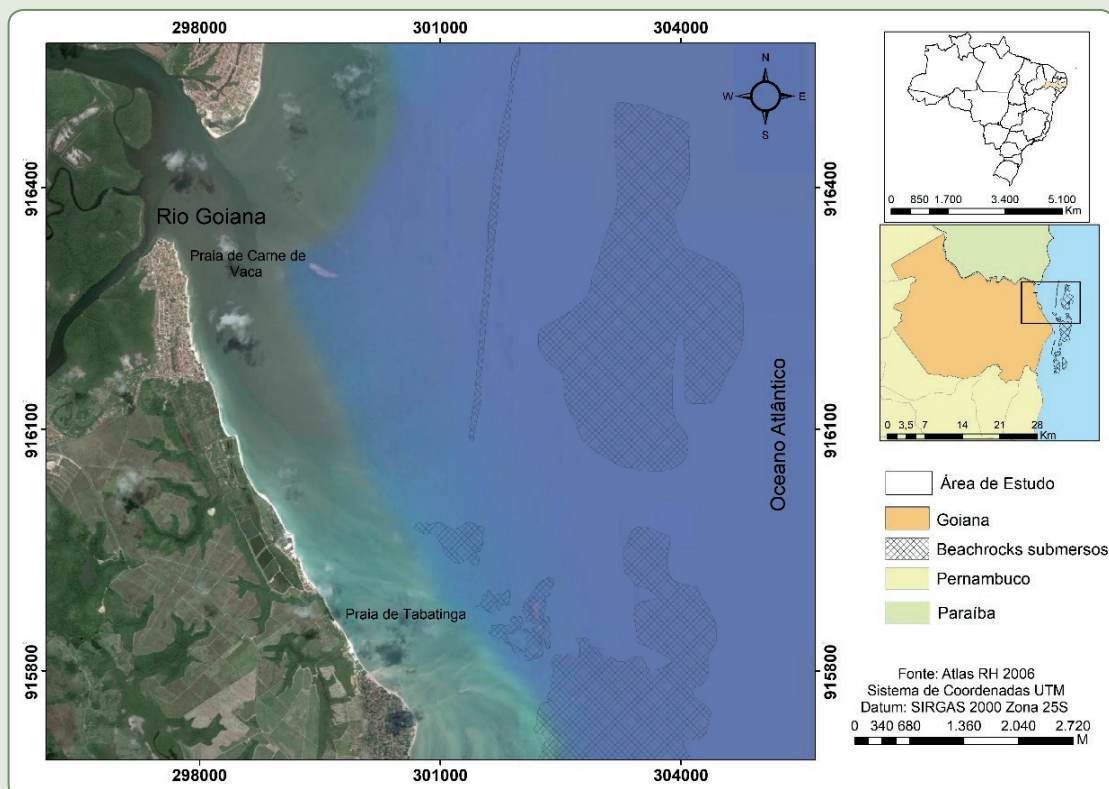 298000 301000 304000
N
W E
S
916400 916400
Rio Goiana
Praia de Carne de
Vaca
916100 916100
Oceano Atlântico
Praia de Tabatinga
915800 915800
298000 301000 304000
0 850 1.700 3.400 5.100
Km
0 3,5 7 14 21 28
Km
Área de Estudo
Goiana
Beachrocks submersos
Pernambuco
Paraíba
Fonte: Atlas RH 2006
Sistema de Coordenadas UTM
Datum: SIRGAS 2000 Zona 25S
0 340 680 1.360 2.040 2.720
M